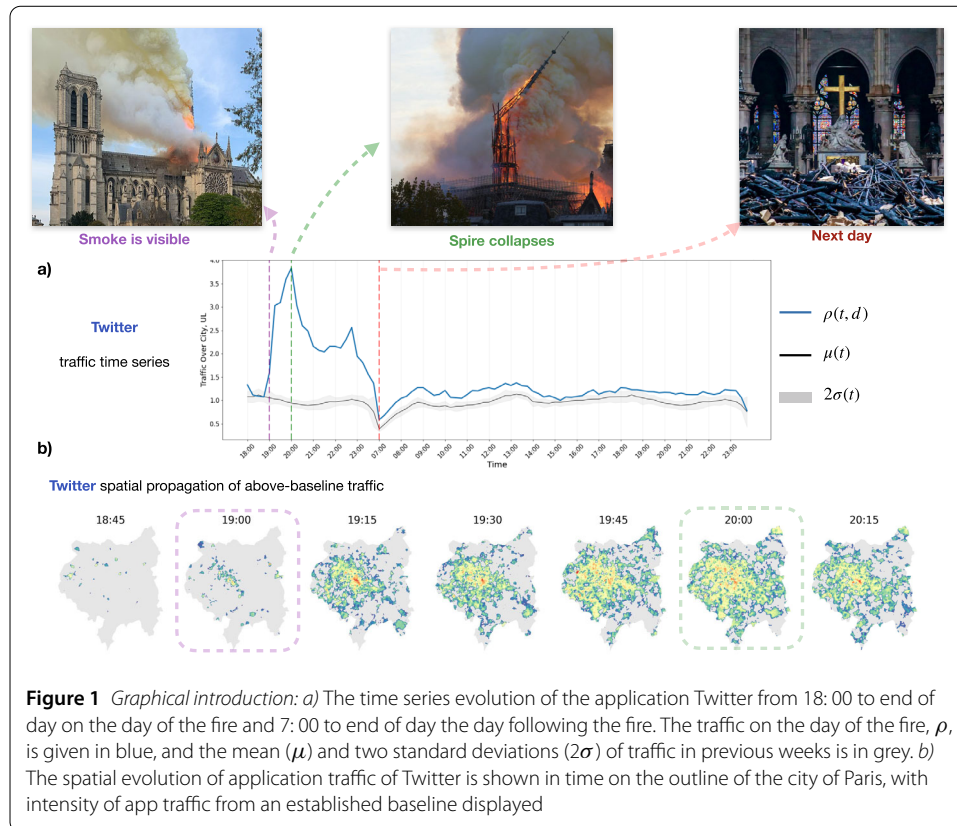 Smoke is visible
Spire collapses
Next day
a)
Twitter
traffic time series
Traffic Over City, UL
4.0
3.5
3.0
2.5
2.0
1.5
1.0
0.5
18:00 19:00 20:00 21:00 22:00 23:00 07:00 08:00 09:00 10:00 11:00 12:00 13:00 14:00 15:00 16:00 17:00 18:00 19:00 20:00 21:00 22:00 23:00
Time
ρ(t, d)
μ(t)
2σ(t)
b)
Twitter spatial propagation of above-baseline traffic
18:45 19:00 19:15 19:30 19:45 20:00 20:15
Figure 1 Graphical introduction: a) The time series evolution of the application Twitter from 18: 00 to end of
day on the day of the fire and 7: 00 to end of day the day following the fire. The traffic on the day of the fire, ρ,
is given in blue, and the mean (μ) and two standard deviations (2σ) of traffic in previous weeks is in grey. b)
The spatial evolution of application traffic of Twitter is shown in time on the outline of the city of Paris, with
intensity of app traffic from an established baseline displayed